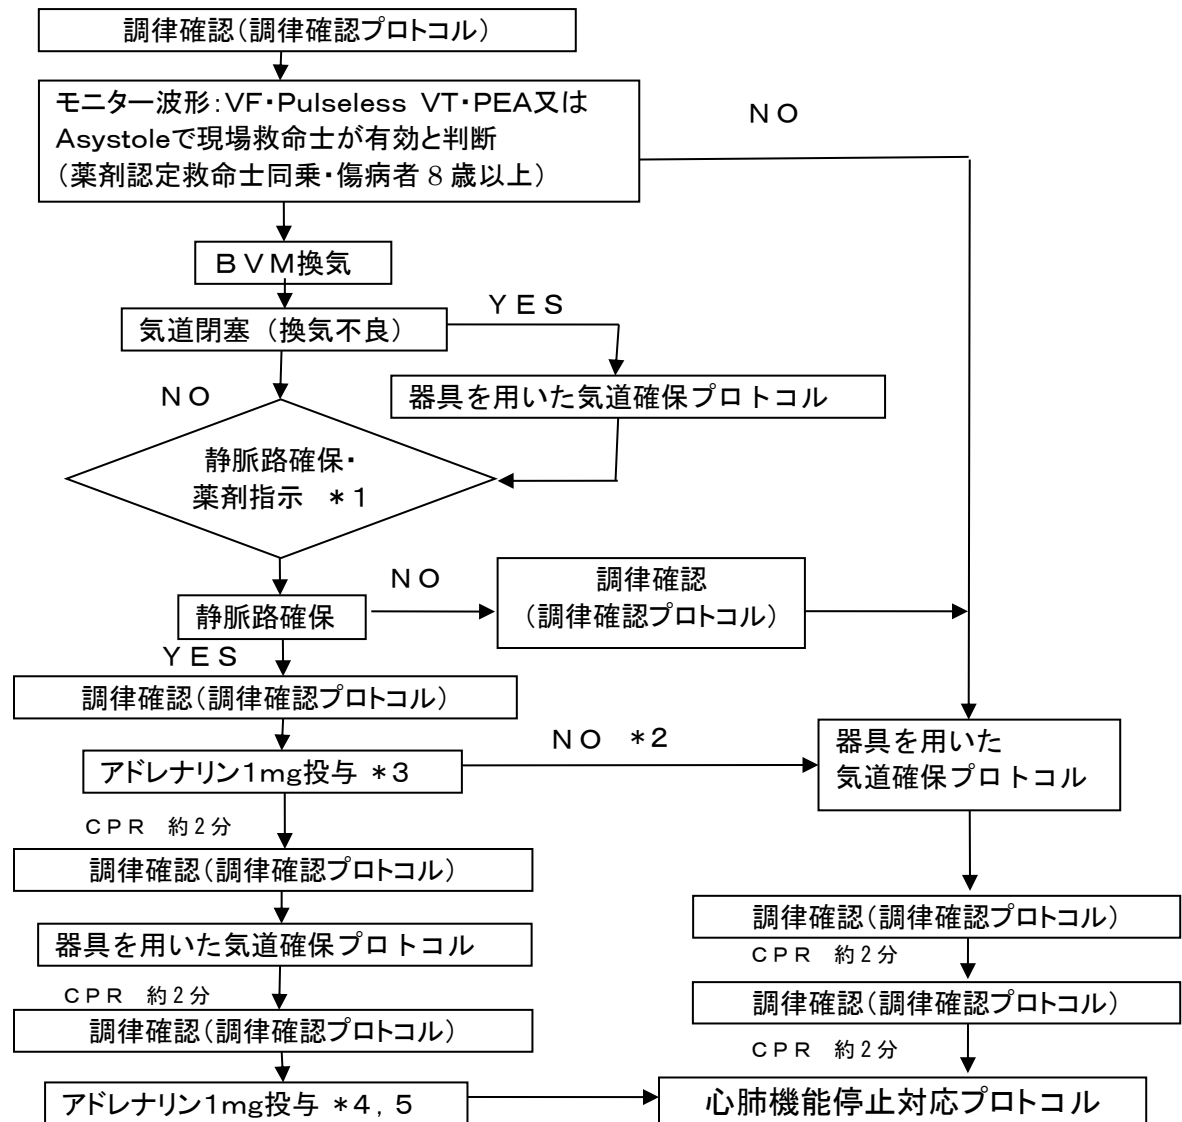 調律確認(調律確認プロトコル)
モニター波形:VF・Pulseless VT・PEA又は
Asystoleで現場救命士が有効と判断
(薬剤認定救命士同乗・傷病者8歳以上)
NO
BVM換気
気道閉塞(換気不良)
YES
器具を用いた気道確保プロトコル
NO
静脈路確保・
薬剤指示 *1
静脈路確保
NO
調律確認
(調律確認プロトコル)
YES
調律確認(調律確認プロトコル)
アドレナリン1mg投与 *3
NO *2
器具を用いた
気道確保プロトコル
CPR 約2分
調律確認(調律確認プロトコル)
器具を用いた気道確保プロトコル
CPR 約2分
調律確認(調律確認プロトコル)
アドレナリン1mg投与 *4,5
調律確認(調律確認プロトコル)
CPR 約2分
調律確認(調律確認プロトコル)
CPR 約2分
心肺機能停止対応プロトコル